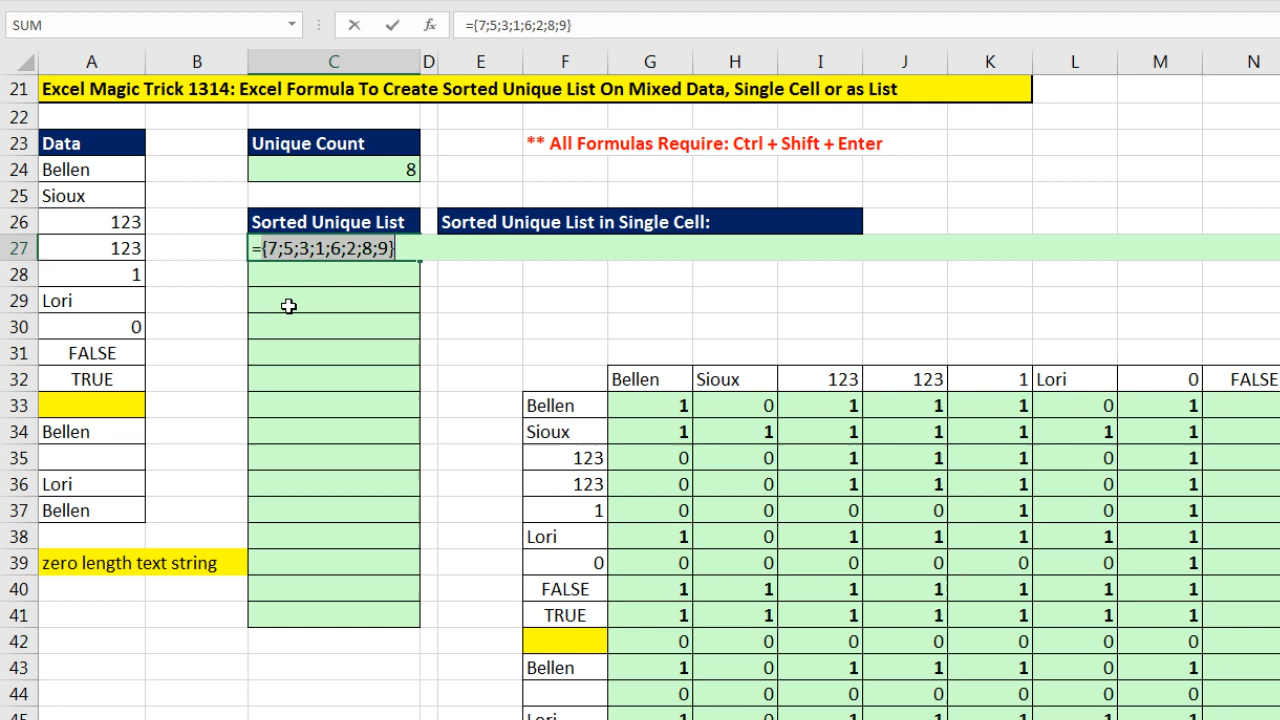 SUM ={7;5;3;1;6;2;8;9}
A B C D E F G H I J K L M N
21 Excel Magic Trick 1314: Excel Formula To Create Sorted Unique List On Mixed Data, Single Cell or as List
22
23 Data Unique Count ** All Formulas Require: Ctrl + Shift + Enter
24 Bellen 8
25 Sioux
26 123 Sorted Unique List Sorted Unique List in Single Cell:
27 123 ={7;5;3;1;6;2;8;9}
28 1
29 Lori
30 0
31 FALSE
32 TRUE Bellen Sioux 123 123 1 Lori 0 FALSE
33 Bellen 1 0 1 1 1 0 1
34 Bellen Sioux 1 1 1 1 1 1 1
35 123 0 0 1 1 1 0 1
36 Lori 123 0 0 1 1 1 0 1
37 Bellen 1 0 0 0 0 1 0 1
38 Lori 1 0 1 1 1 1 1
39 zero length text string 0 0 0 0 0 0 0 1
40 FALSE 1 1 1 1 1 1 1
41 TRUE 1 1 1 1 1 1 1
42 0 0 0 0 0 0 0
43 Bellen 1 0 1 1 1 0 1
44 0 0 0 0 0 0 0
45 Lori 1 0 1 1 1 1 1